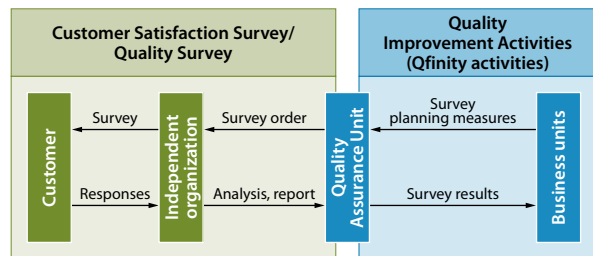 Customer Satisfaction Survey/
Quality Survey
Quality
Improvement Activities
(Qfinity activities)
Customer
Survey
Responses
Independent
organization
Survey order
Analysis, report
Quality
Assurance Unit
Survey
planning measures
Survey results
Business units